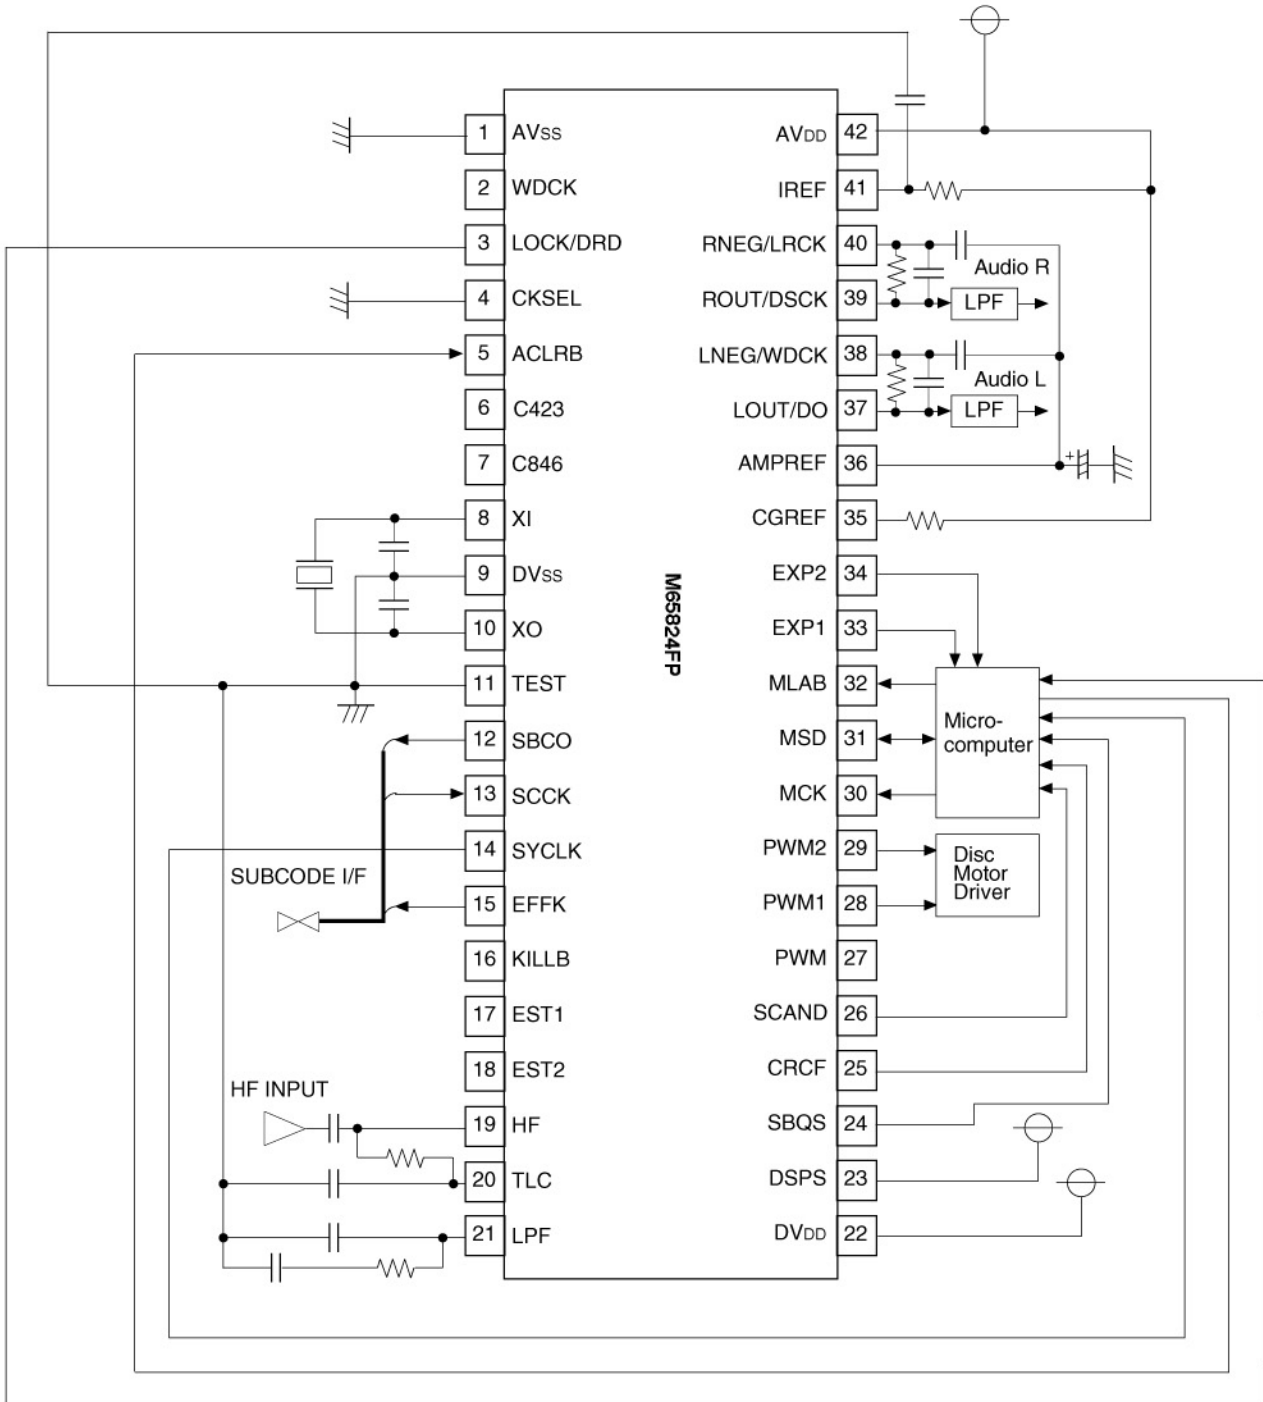 1 AVSS
2 WDCK
3 LOCK/DRD
4 CKSEL
5 ACLRB
6 C423
7 C846
8 XI
9 DVSS
10 XO
11 TEST
12 SBCO
13 SCCK
14 SYCLK
SUBCODE I/F
15 EFFK
16 KILLB
17 EST1
18 EST2
HF INPUT
19 HF
20 TLC
21 LPF
M65824FP
AVDD 42
IREF 41
RNEG/LRCK 40
Audio R
ROUT/DSCK 39
LPF
LNEG/WDCK 38
Audio L
LOUT/DO 37
LPF
AMPREF 36
+
CGREF 35
EXP2 34
EXP1 33
MLAB 32
Micro-
computer
MSD 31
MCK 30
PWM2 29
Disc
Motor
Driver
PWM1 28
PWM 27
SCAND 26
CRCF 25
SBQS 24
DSPS 23
DVDD 22